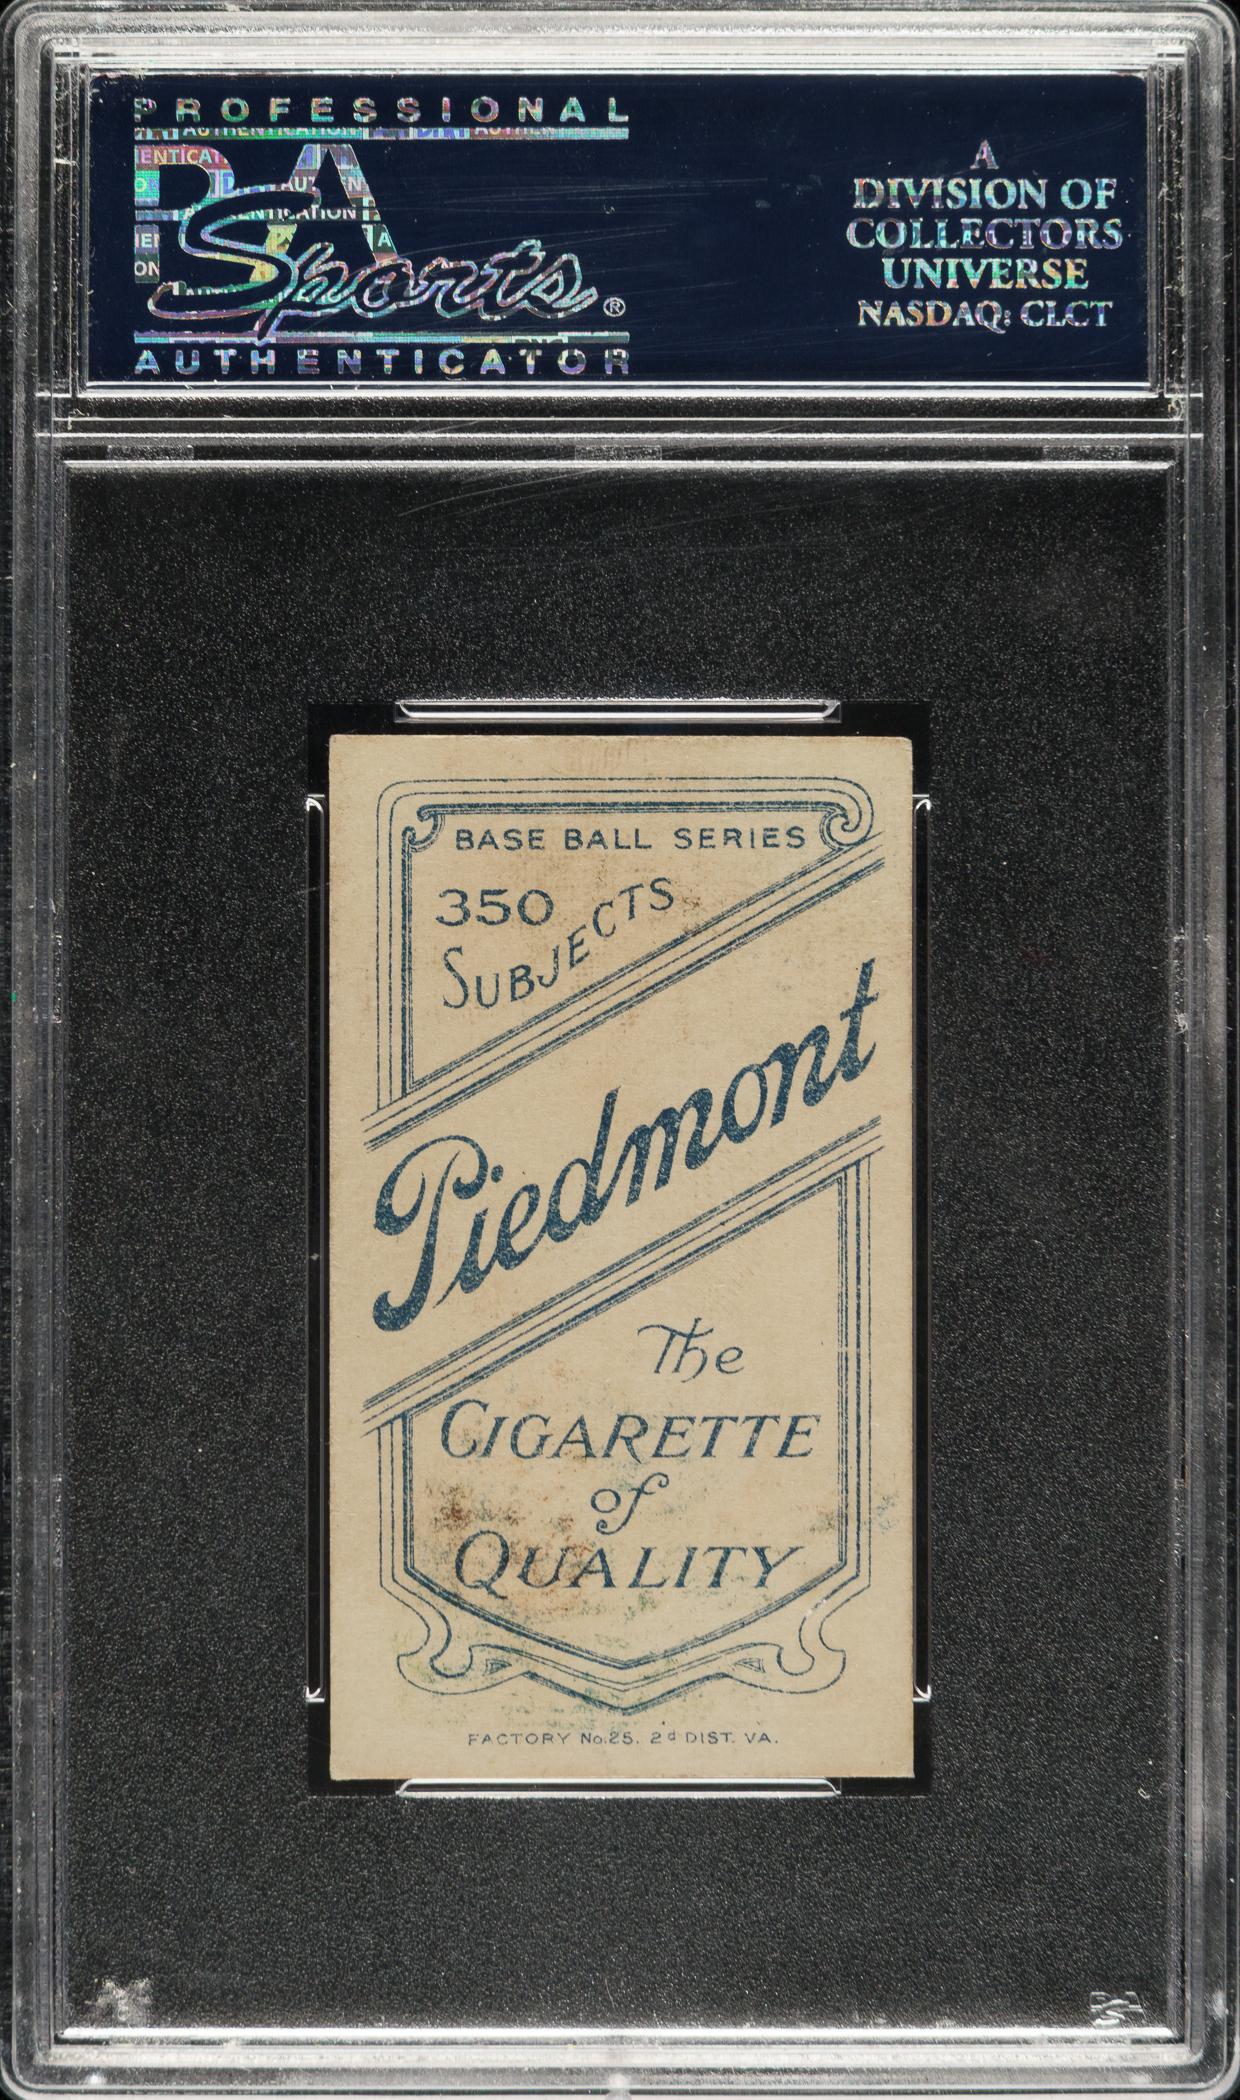 PROFESSIONAL
PSA
Sports®
AUTHENTICATOR
A
DIVISION OF
COLLECTORS
UNIVERSE
NASDAQ: CLCT
BASE BALL SERIES
350
SUBJECTS
Piedmont
The
CIGARETTE
of
QUALITY
FACTORY No.25. 2d DIST. VA.
PSA